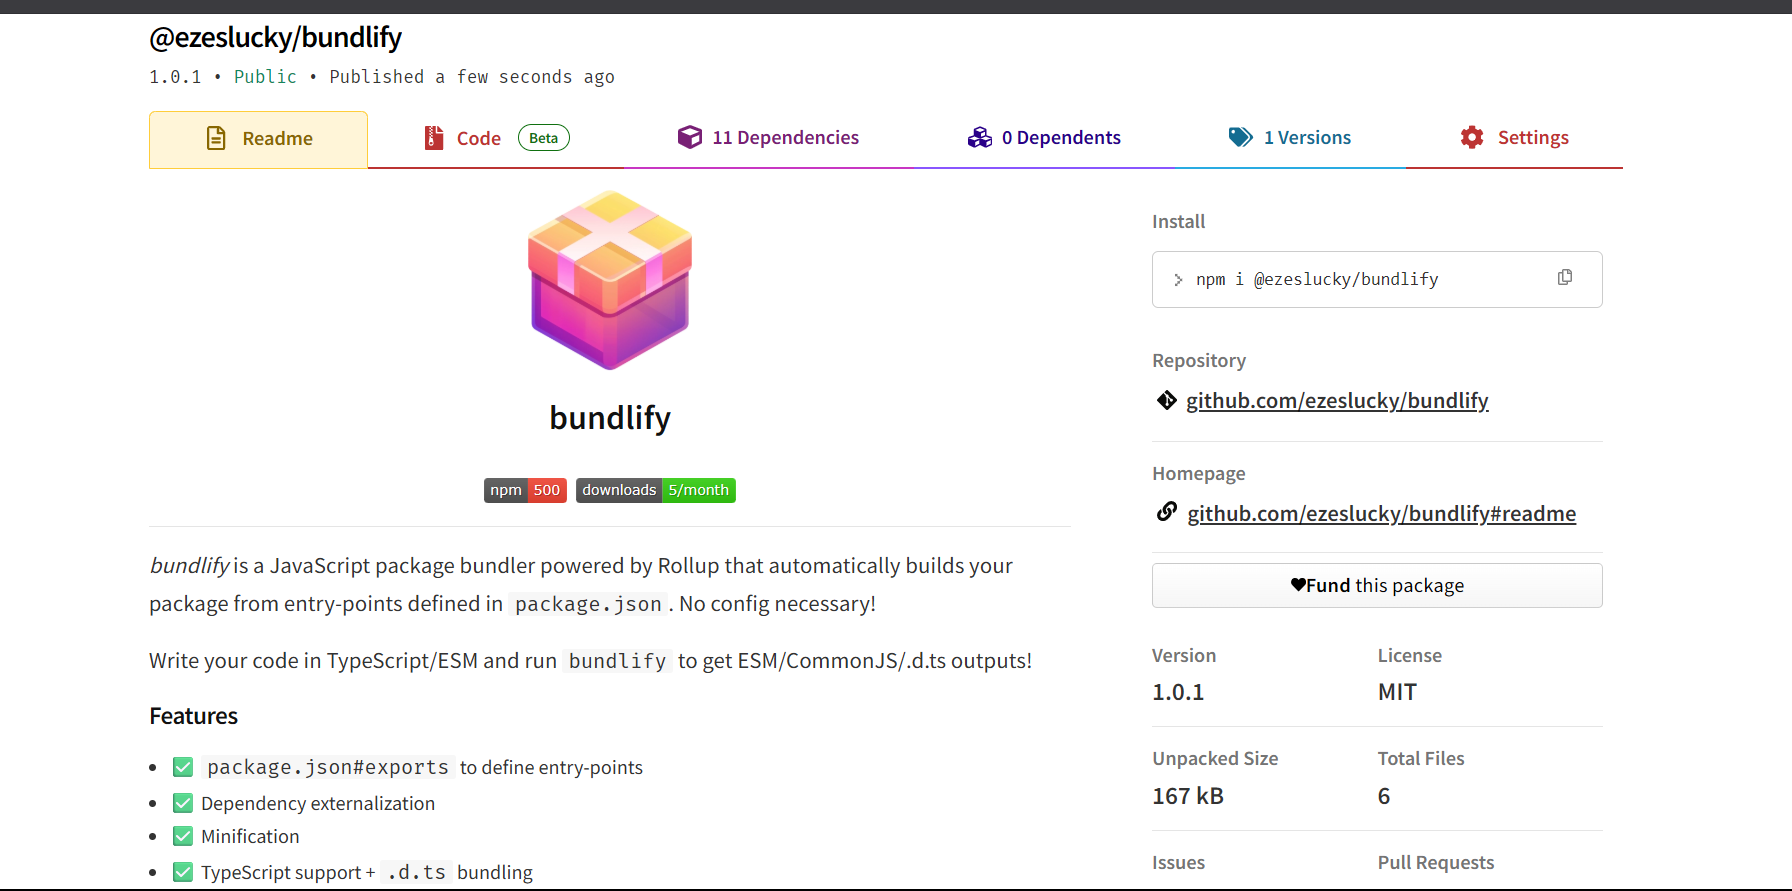 @ezeslucky/bundlify
1.0.1 • Public • Published a few seconds ago
Readme
Code Beta
11 Dependencies
0 Dependents
1 Versions
Settings
bundlify
npm 500 downloads 5/month
bundlify is a JavaScript package bundler powered by Rollup that automatically builds your
package from entry-points defined in package.json. No config necessary!
Write your code in TypeScript/ESM and run bundlify to get ESM/CommonJS/.d.ts outputs!
Features
• ✅ package.json#exports to define entry-points
• ✅ Dependency externalization
• ✅ Minification
• ✅ TypeScript support + .d.ts bundling
Install
> npm i @ezeslucky/bundlify
Repository
github.com/ezeslucky/bundlify
Homepage
github.com/ezeslucky/bundlify#readme
♥Fund this package
Version
1.0.1
License
MIT
Unpacked Size
167 kB
Total Files
6
Issues
Pull Requests